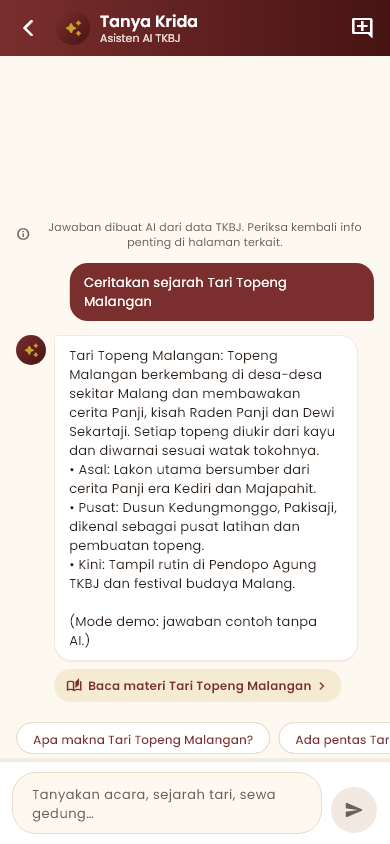 Tanya Krida
Asisten AI TKBJ
Jawaban dibuat AI dari data TKBJ. Periksa kembali info
penting di halaman terkait.
Ceritakan sejarah Tari Topeng
Malangan
Tari Topeng Malangan: Topeng
Malangan berkembang di desa-desa
sekitar Malang dan membawakan
cerita Panji, kisah Raden Panji dan Dewi
Sekartaji. Setiap topeng diukir dari kayu
dan diwarnai sesuai watak tokohnya.
• Asal: Lakon utama bersumber dari
cerita Panji era Kediri dan Majapahit.
• Pusat: Dusun Kedungmonggo, Pakisaji,
dikenal sebagai pusat latihan dan
pembuatan topeng.
• Kini: Tampil rutin di Pendopo Agung
TKBJ dan festival budaya Malang.
(Mode demo: jawaban contoh tanpa
AI.)
Baca materi Tari Topeng Malangan
Apa makna Tari Topeng Malangan?
Ada pentas Tar
Tanyakan acara, sejarah tari, sewa
gedung…